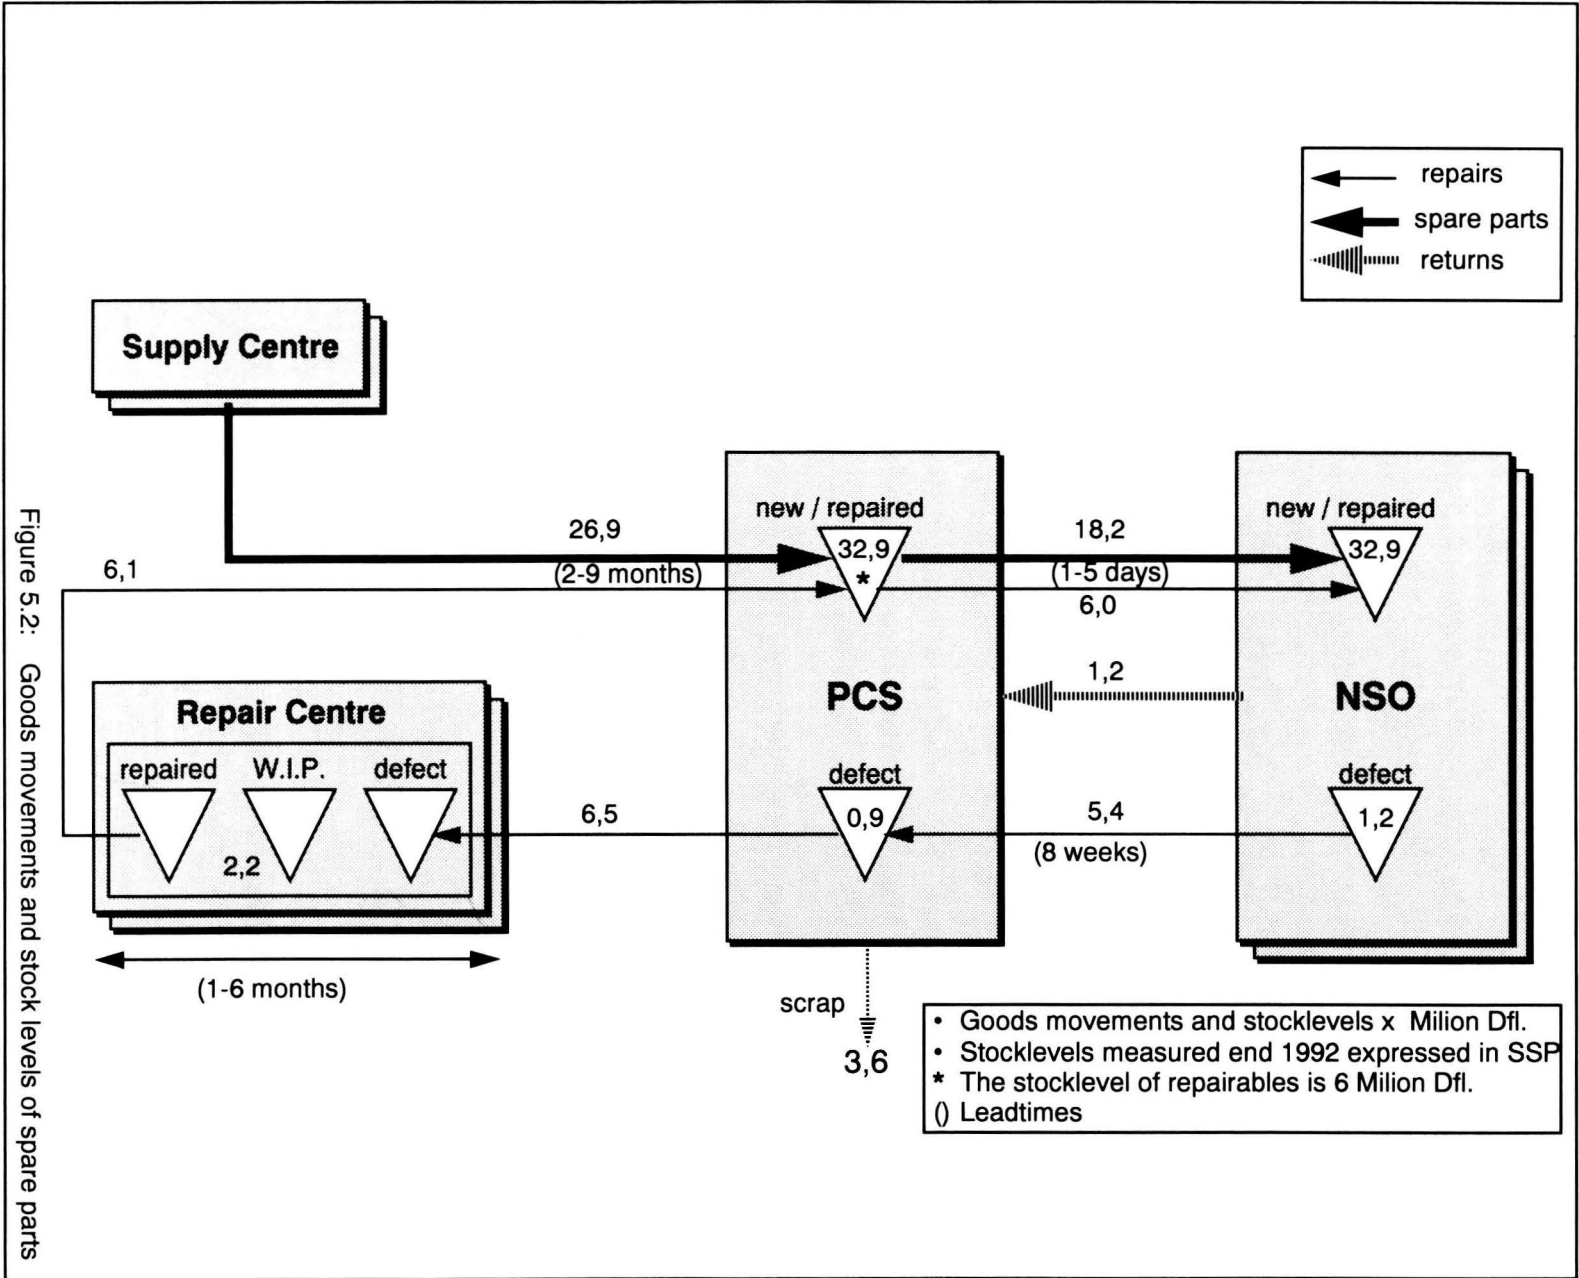 repairs
spare parts
returns
Supply Centre
new / repaired
new / repaired
26,9
18,2
32,9
32,9
6,1
(2-9 months)
*
(1-5 days)
6,0
1,2
PCS
NSO
Repair Centre
repaired W.I.P. defect
defect
defect
6,5
0,9
5,4
1,2
2,2
(8 weeks)
(1-6 months)
scrap
3,6
• Goods movements and stocklevels x Milion Dfl.
• Stocklevels measured end 1992 expressed in SSP
* The stocklevel of repairables is 6 Milion Dfl.
() Leadtimes
Figure 5.2: Goods movements and stock levels of spare parts